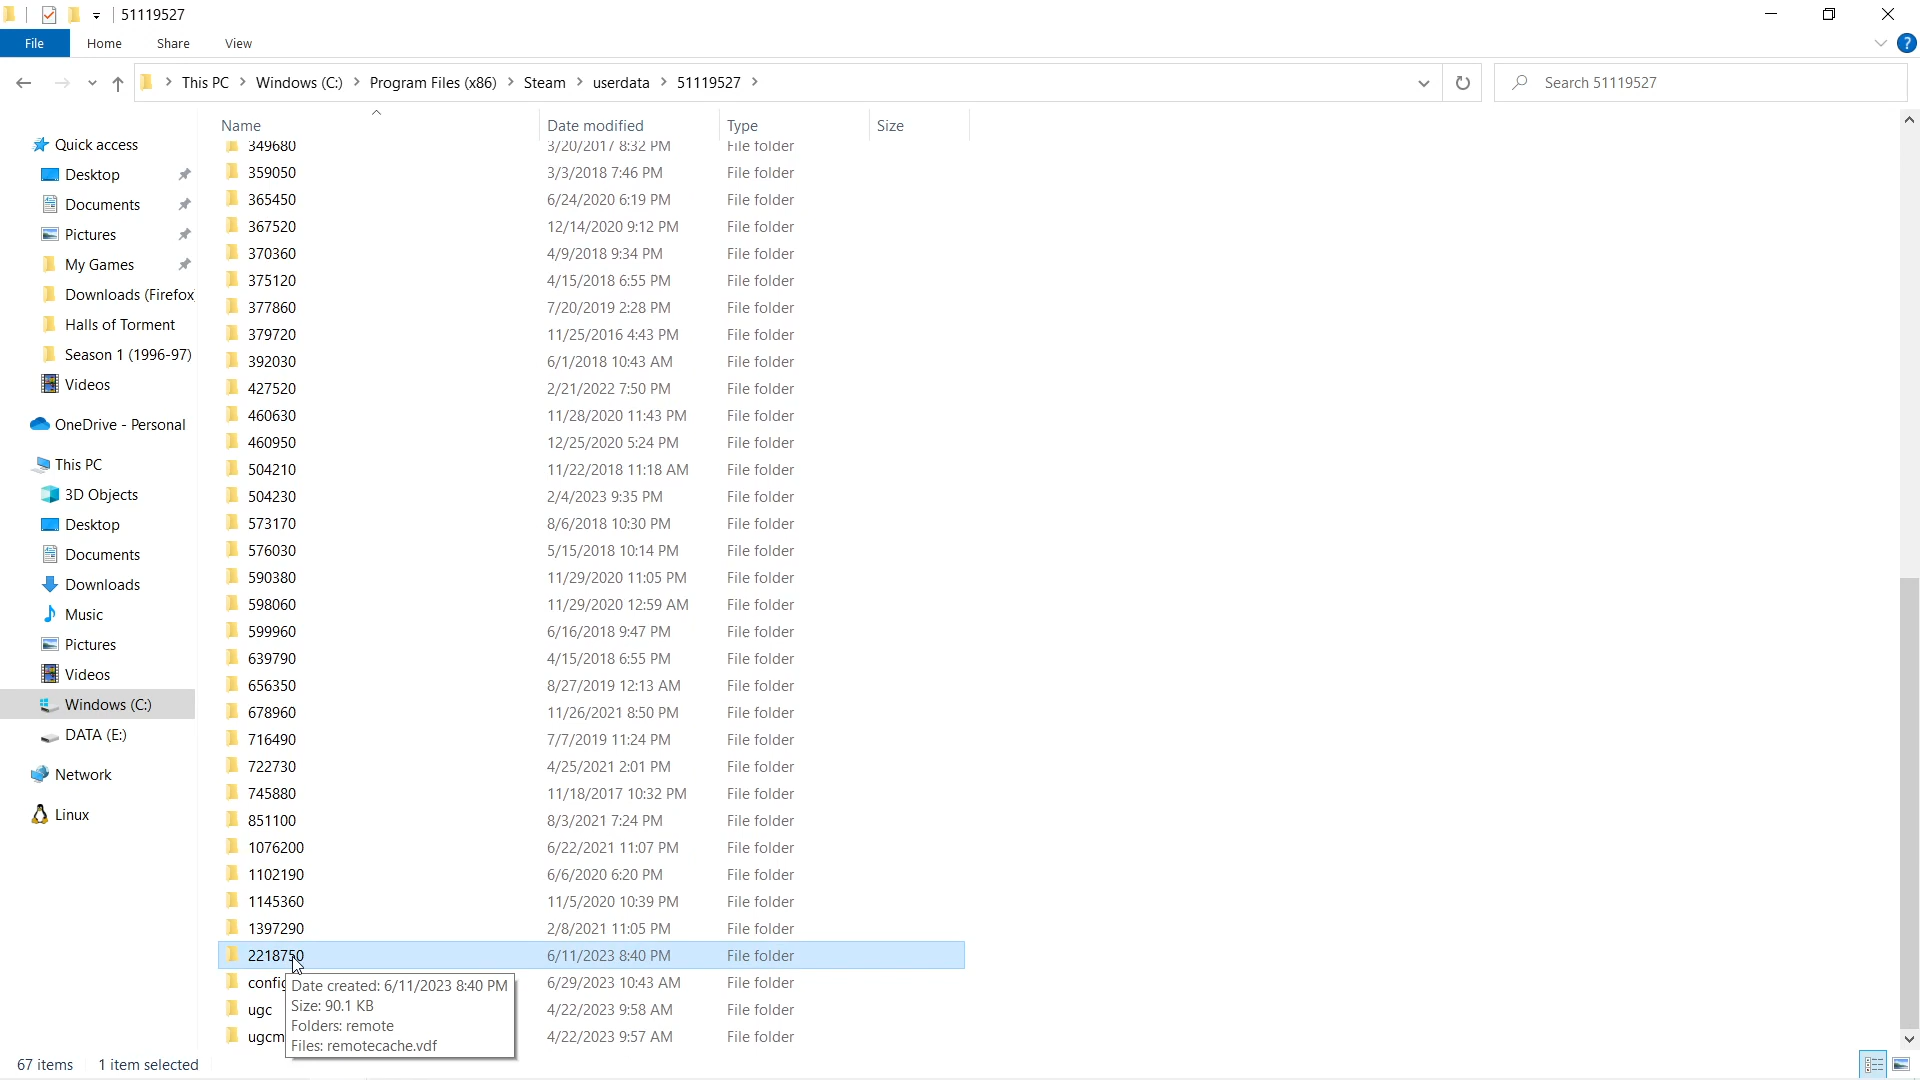 51119527
File Home Share View
This PC Windows (C:) Program Files (x86) Steam userdata 51119527
Search 51119527
Name Date modified Type Size
Quick access
Desktop
Documents
Pictures
My Games
Downloads (Firefox)
Halls of Torment
Season 1 (1996-97)
Videos
OneDrive - Personal
This PC
3D Objects
Desktop
Documents
Downloads
Music
Pictures
Videos
Windows (C:)
DATA (E:)
Network
Linux
349680 3/20/2017 8:32 PM File folder
359050 3/3/2018 7:46 PM File folder
365450 6/24/2020 6:19 PM File folder
367520 12/14/2020 9:12 PM File folder
370360 4/9/2018 9:34 PM File folder
375120 4/15/2018 6:55 PM File folder
377860 7/20/2019 2:28 PM File folder
379720 11/25/2016 4:43 PM File folder
392030 6/1/2018 10:43 AM File folder
427520 2/21/2022 7:50 PM File folder
460630 11/28/2020 11:43 PM File folder
460950 12/25/2020 5:24 PM File folder
504210 11/22/2018 11:18 AM File folder
504230 2/4/2023 9:35 PM File folder
573170 8/6/2018 10:30 PM File folder
576030 5/15/2018 10:14 PM File folder
590380 11/29/2020 11:05 PM File folder
598060 11/29/2020 12:59 AM File folder
599960 6/16/2018 9:47 PM File folder
639790 4/15/2018 6:55 PM File folder
656350 8/27/2019 12:13 AM File folder
678960 11/26/2021 8:50 PM File folder
716490 7/7/2019 11:24 PM File folder
722730 4/25/2021 2:01 PM File folder
745880 11/18/2017 10:32 PM File folder
851100 8/3/2021 7:24 PM File folder
1076200 6/22/2021 11:07 PM File folder
1102190 6/6/2020 6:20 PM File folder
1145360 11/5/2020 10:39 PM File folder
1397290 2/8/2021 11:05 PM File folder
2218750 6/11/2023 8:40 PM File folder
config 6/29/2023 10:43 AM File folder
ugc 4/22/2023 9:58 AM File folder
ugcm 4/22/2023 9:57 AM File folder
Date created: 6/11/2023 8:40 PM
Size: 90.1 KB
Folders: remote
Files: remotecache.vdf
67 items 1 item selected